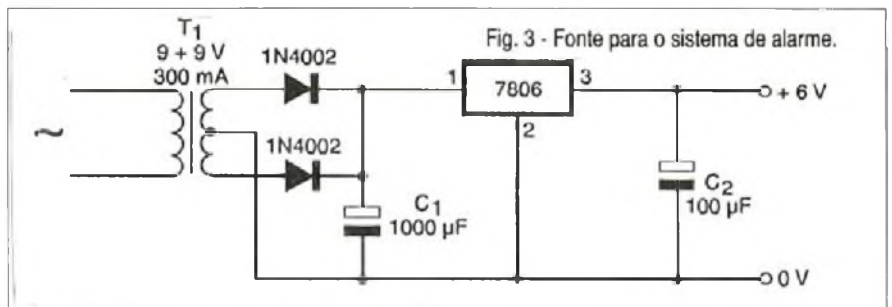 Fig. 3 - Fonte para o sistema de alarme.
T1
9 + 9 V
300 mA
1N4002
1N4002
1
7806
3
2
+ 6 V
C1
1000 µF
C2
100 µF
0 V
~